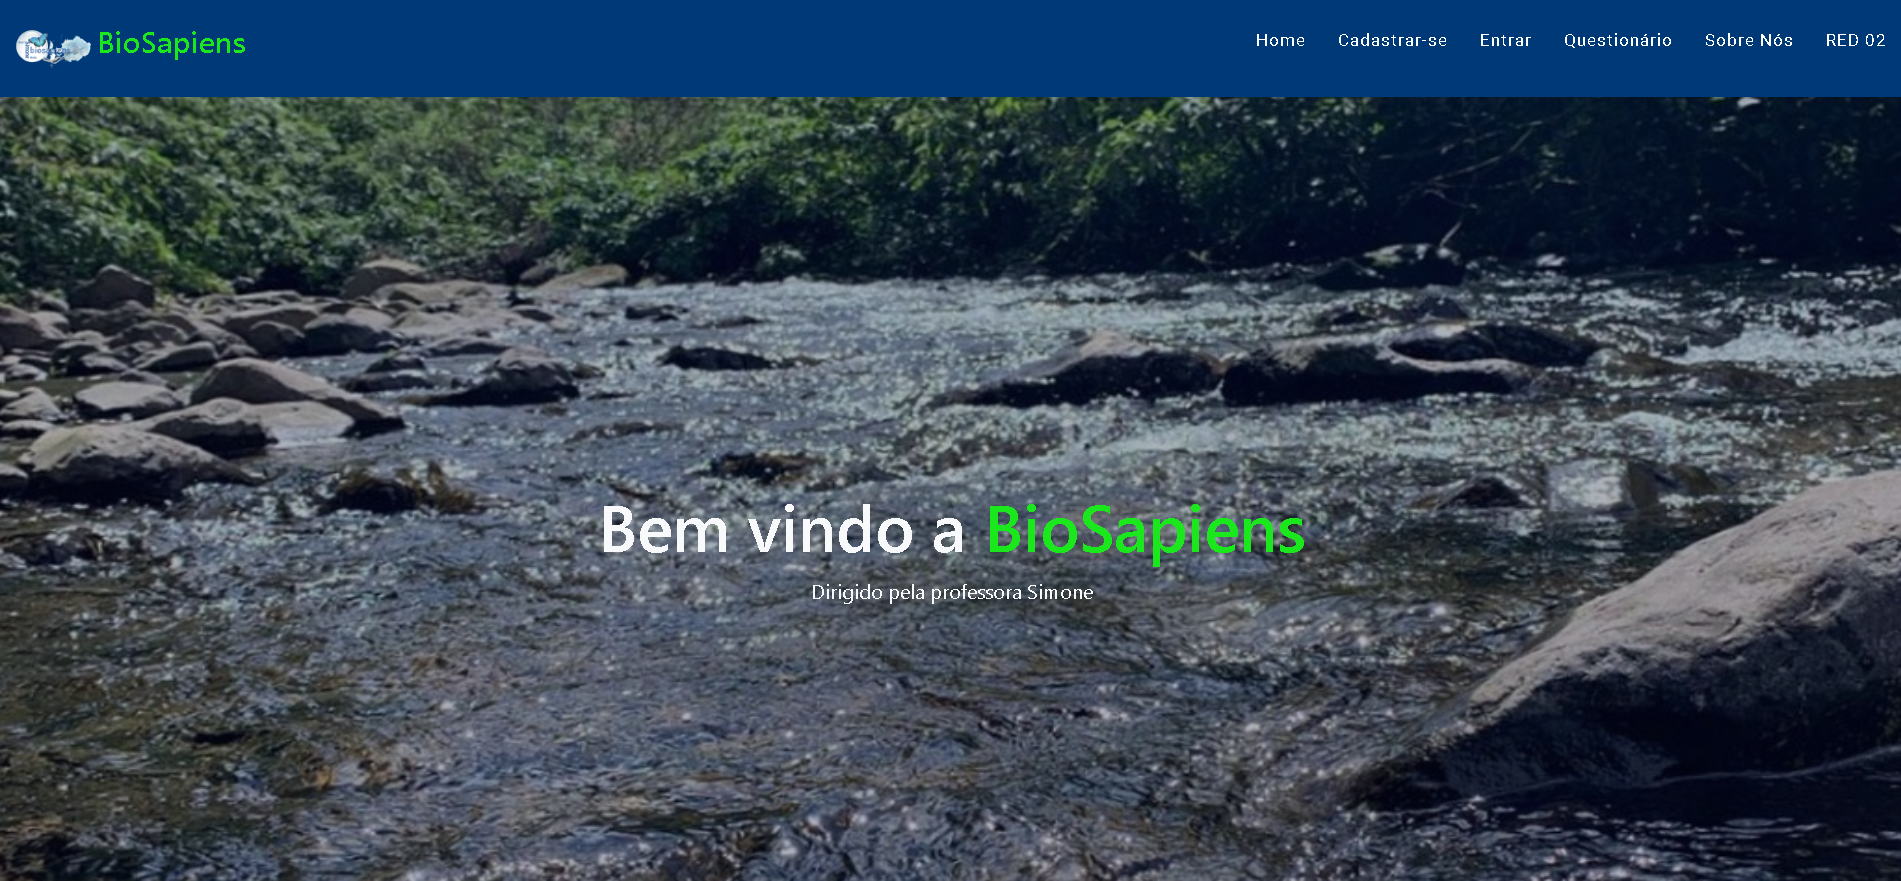 BioSapiens
Home Cadastrar-se Entrar Questionário Sobre Nós RED 02
Bem vindo a BioSapiens
Dirigido pela professora Simone